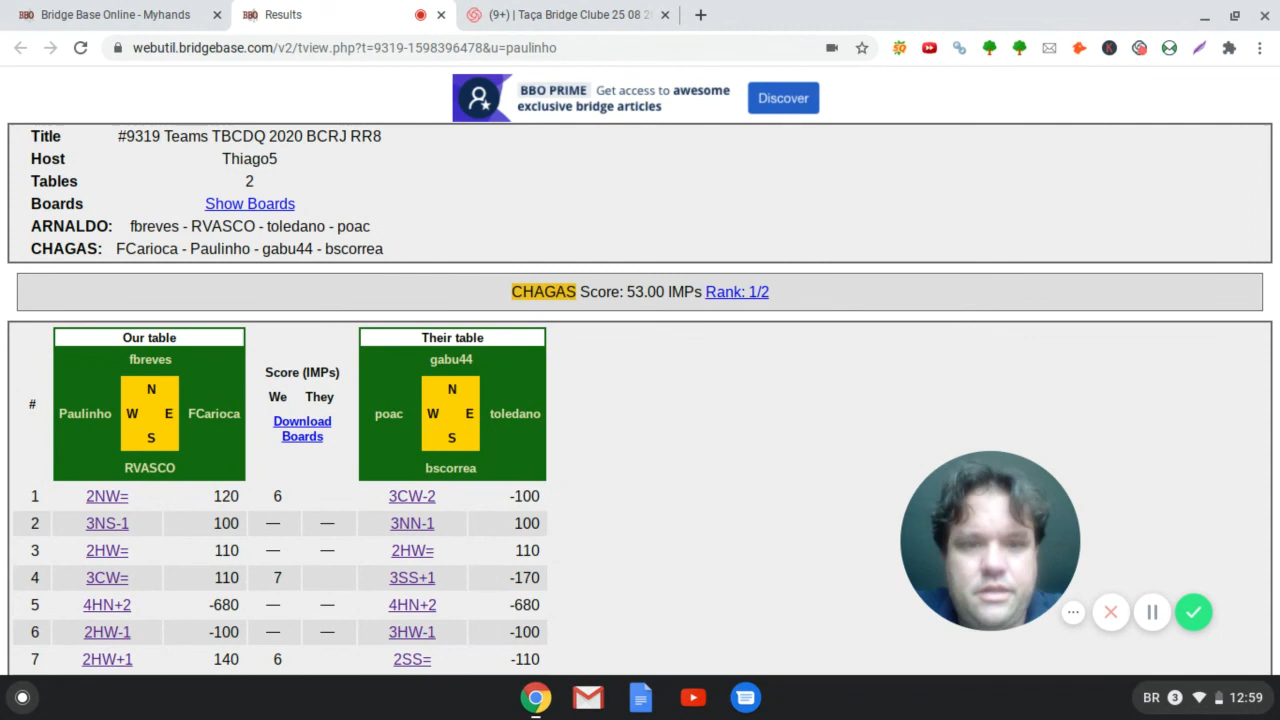 Bridge Base Online - Myhands
Results
(9+) | Taça Bridge Clube 25 08 2
webutil.bridgebase.com/v2/tview.php?t=9319-1598396478&u=paulinho
BBO PRIME Get access to awesome
exclusive bridge articles
Discover
Title #9319 Teams TBCDQ 2020 BCRJ RR8
Host Thiago5
Tables 2
Boards Show Boards
ARNALDO: fbreves - RVASCO - toledano - poac
CHAGAS: FCarioca - Paulinho - gabu44 - bscorrea
CHAGAS Score: 53.00 IMPs Rank: 1/2
#
Our table
fbreves
N
Paulinho W E FCarioca
S
RVASCO
Score (IMPs)
We They
Download
Boards
Their table
gabu44
N
poac W E toledano
S
bscorrea
1 2NW= 120 6 3CW-2 -100
2 3NS-1 100 — — 3NN-1 100
3 2HW= 110 — — 2HW= 110
4 3CW= 110 7 3SS+1 -170
5 4HN+2 -680 — — 4HN+2 -680
6 2HW-1 -100 — — 3HW-1 -100
7 2HW+1 140 6 2SS= -110
BR 3 12:59